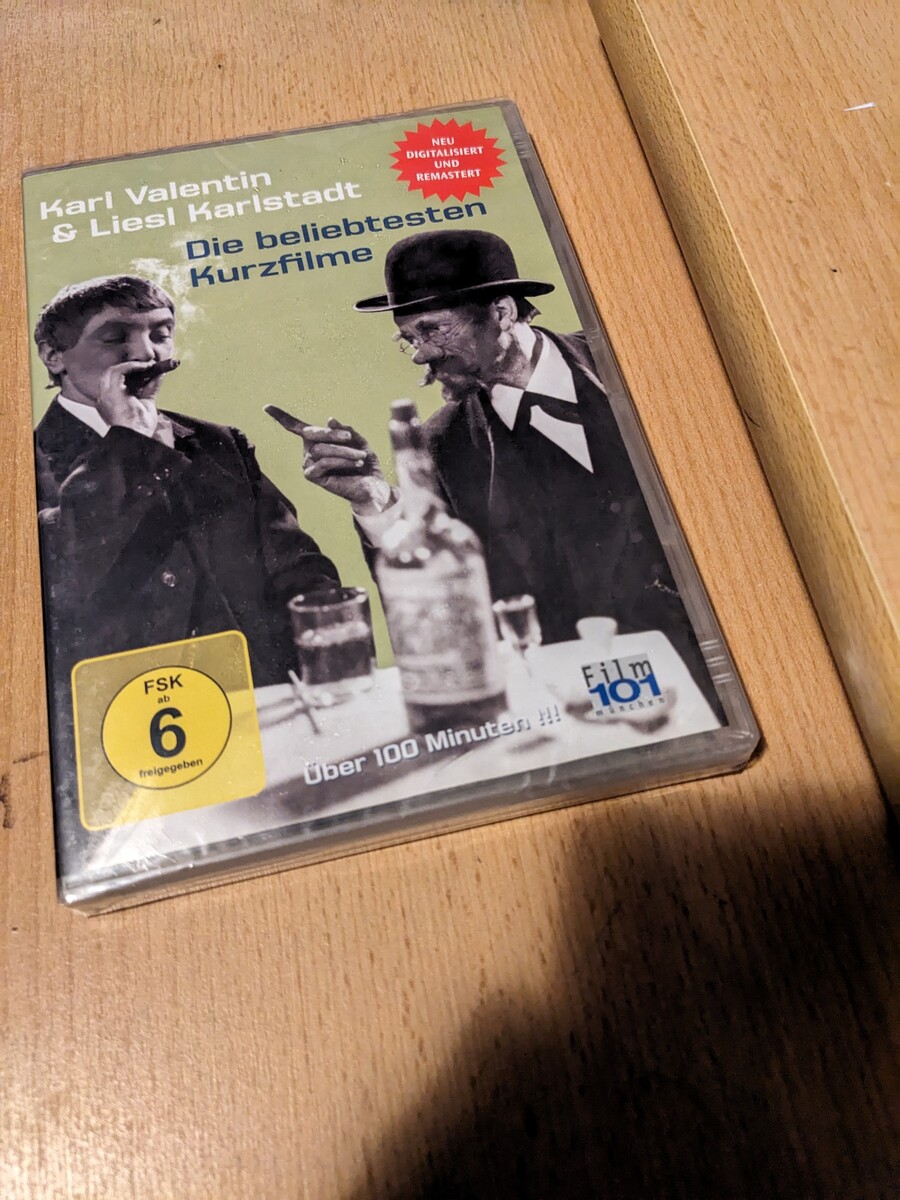 NEU
DIGITALISIERT
UND
REMASTERT
Karl Valentin
& Liesl Karlstadt
Die beliebtesten
Kurzfilme
FSK
ab
6
freigegeben
Über 100 Minuten !!!
Film
101
münchen